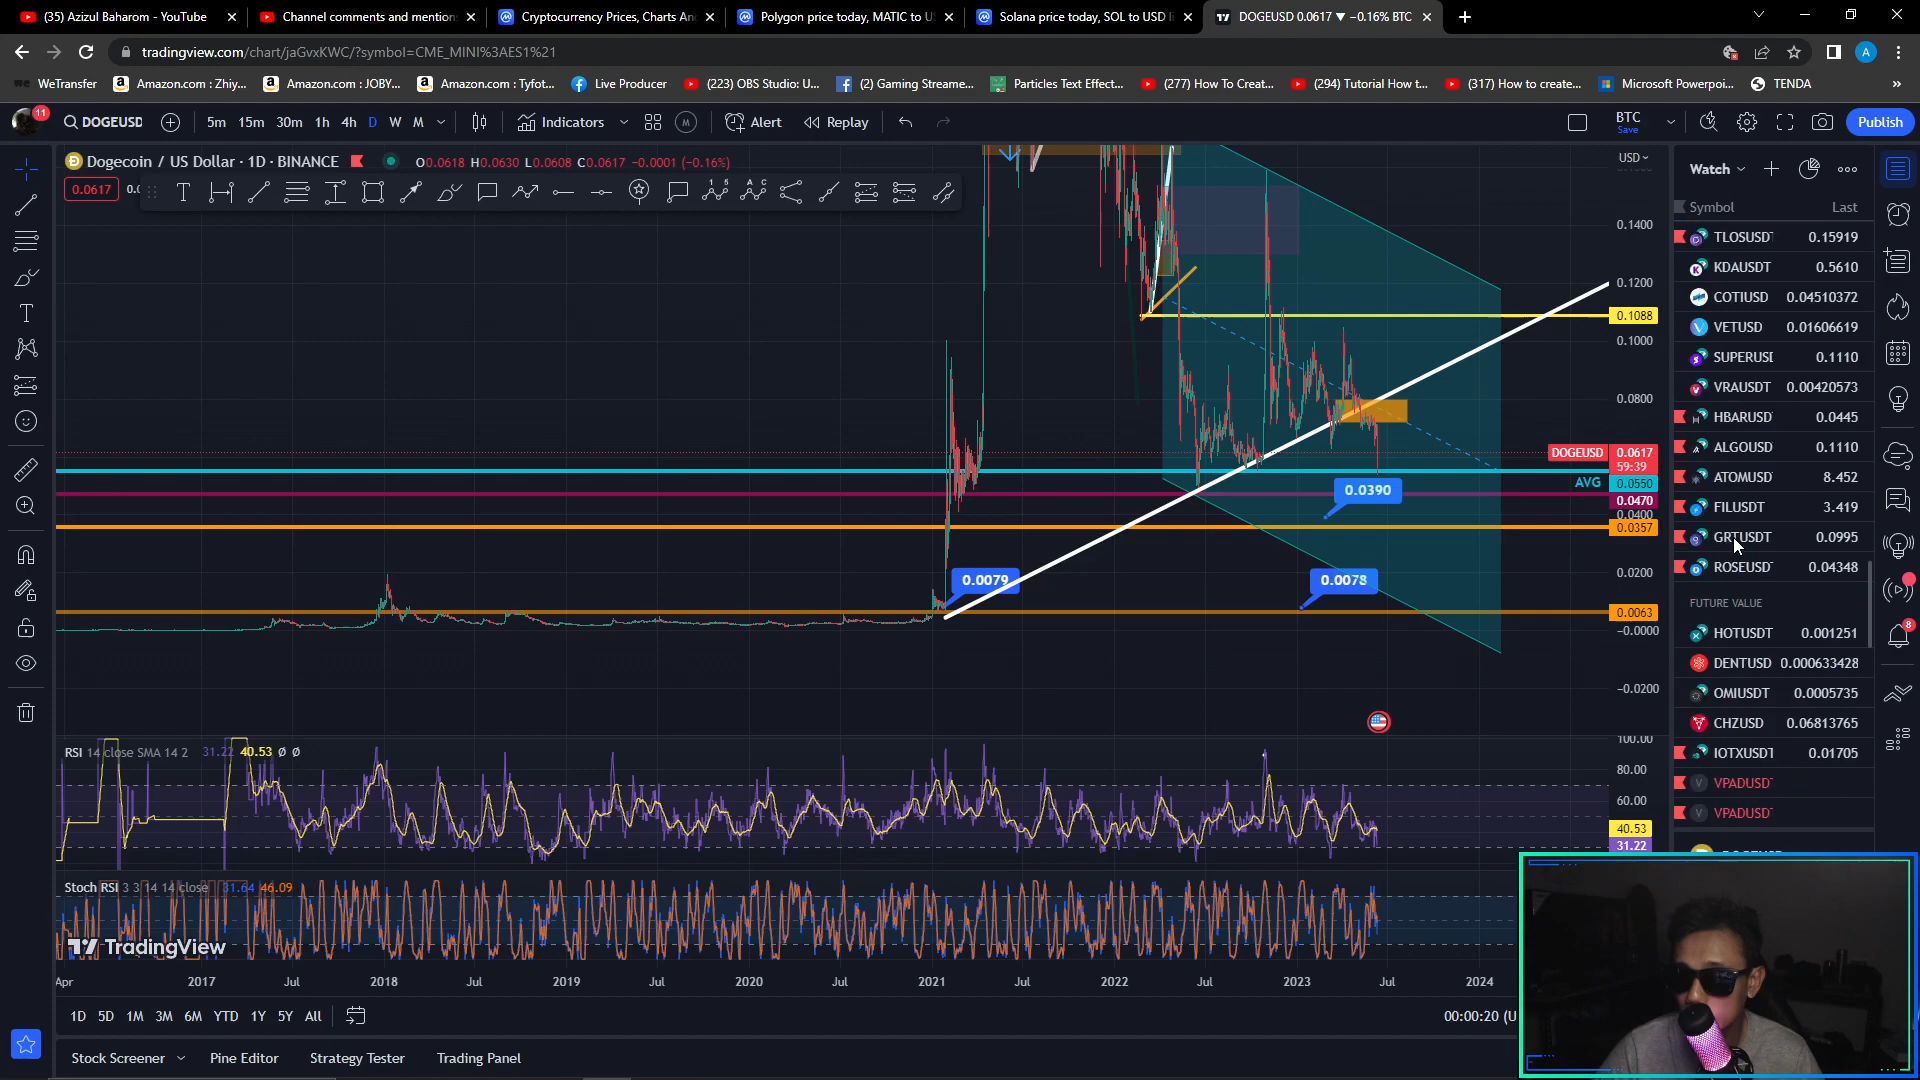 (35) Azizul Baharom - YouTube
Channel comments and mention
Cryptocurrency Prices, Charts An
Polygon price today, MATIC to U
Solana price today, SOL to USD li
DOGEUSD 0.0617 ▼ −0.16% BTC
tradingview.com/chart/jaGvxKWC/?symbol=CME_MINI%3AES1%21
WeTransfer
Amazon.com : Zhiy...
Amazon.com: JOBY...
Amazon.com : Tyfot...
Live Producer
(223) OBS Studio: U...
(2) Gaming Streame...
Particles Text Effect...
(277) How To Creat...
(294) Tutorial How t...
(317) How to create...
Microsoft Powerpoi...
TENDA
11
DOGEUSD
5m 15m 30m 1h 4h D W M
Indicators
Alert
Replay
BTC
Save
Publish
Dogecoin / US Dollar · 1D · BINANCE
O0.0618 H0.0630 L0.0608 C0.0617 −0.0001 (−0.16%)
0.0617
USD
0.1400
0.1200
0.1088
0.1000
0.0800
DOGEUSD 0.0617
59:39
AVG 0.0550
0.0470
0.0400
0.0357
0.0200
0.0063
−0.0000
−0.0200
0.0390
0.0079
0.0078
RSI 14 close SMA 14 2 31.22 40.53 ∅ ∅
100.00
80.00
60.00
40.53
31.22
Stoch RSI 3 3 14 14 close 31.64 46.09
TradingView
Apr 2017 Jul 2018 Jul 2019 Jul 2020 Jul 2021 Jul 2022 Jul 2023 Jul 2024
1D 5D 1M 3M 6M YTD 1Y 5Y All
00:00:20 (U
Stock Screener
Pine Editor
Strategy Tester
Trading Panel
Watch
Symbol Last
TLOSUSDT 0.15919
KDAUSDT 0.5610
COTIUSD 0.04510372
VETUSD 0.01606619
SUPERUSI 0.1110
VRAUSDT 0.00420573
HBARUSD 0.0445
ALGOUSD 0.1110
ATOMUSD 8.452
FILUSDT 3.419
GRTUSDT 0.0995
ROSEUSD 0.04348
FUTURE VALUE
HOTUSDT 0.001251
DENTUSD 0.000633428
OMIUSDT 0.0005735
CHZUSD 0.06813765
IOTXUSDT 0.01705
VPADUSD
VPADUSD
8